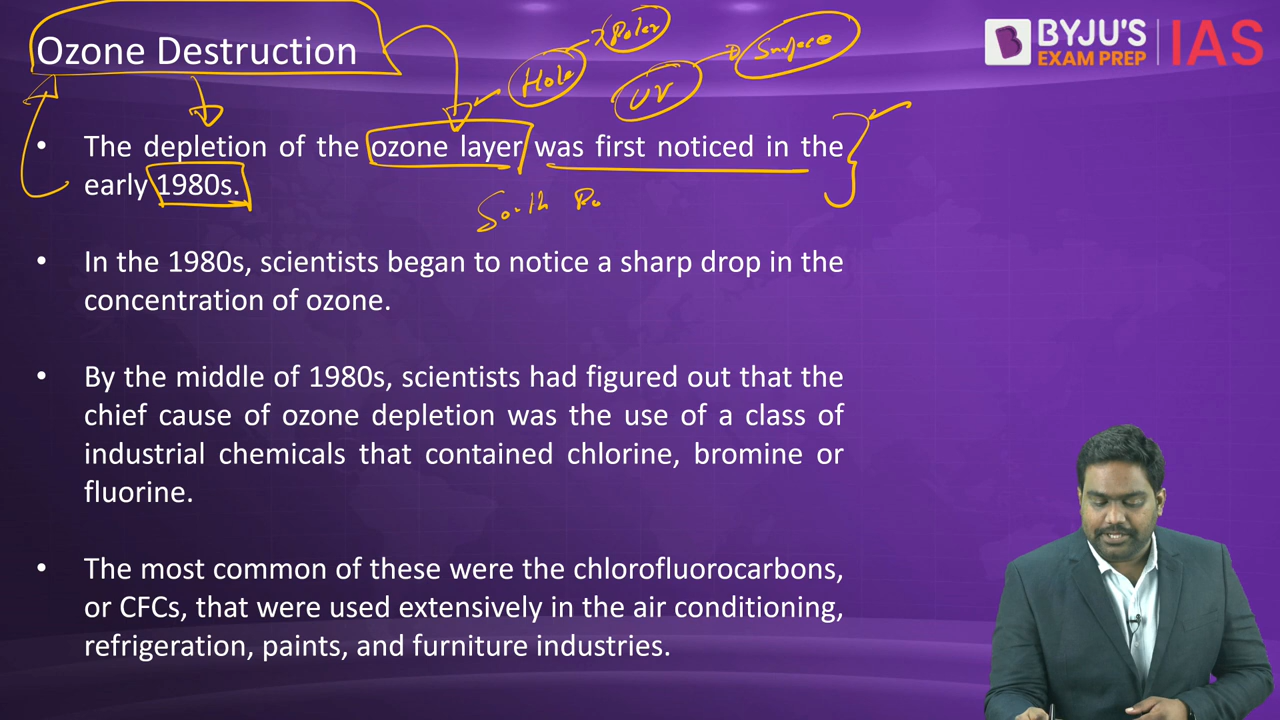 Ozone Destruction
Hole
Polar
UV
Surface
BYJU'S
EXAM PREP
IAS
• The depletion of the ozone layer was first noticed in the
early 1980s.
South Po
• In the 1980s, scientists began to notice a sharp drop in the
concentration of ozone.
• By the middle of 1980s, scientists had figured out that the
chief cause of ozone depletion was the use of a class of
industrial chemicals that contained chlorine, bromine or
fluorine.
• The most common of these were the chlorofluorocarbons,
or CFCs, that were used extensively in the air conditioning,
refrigeration, paints, and furniture industries.